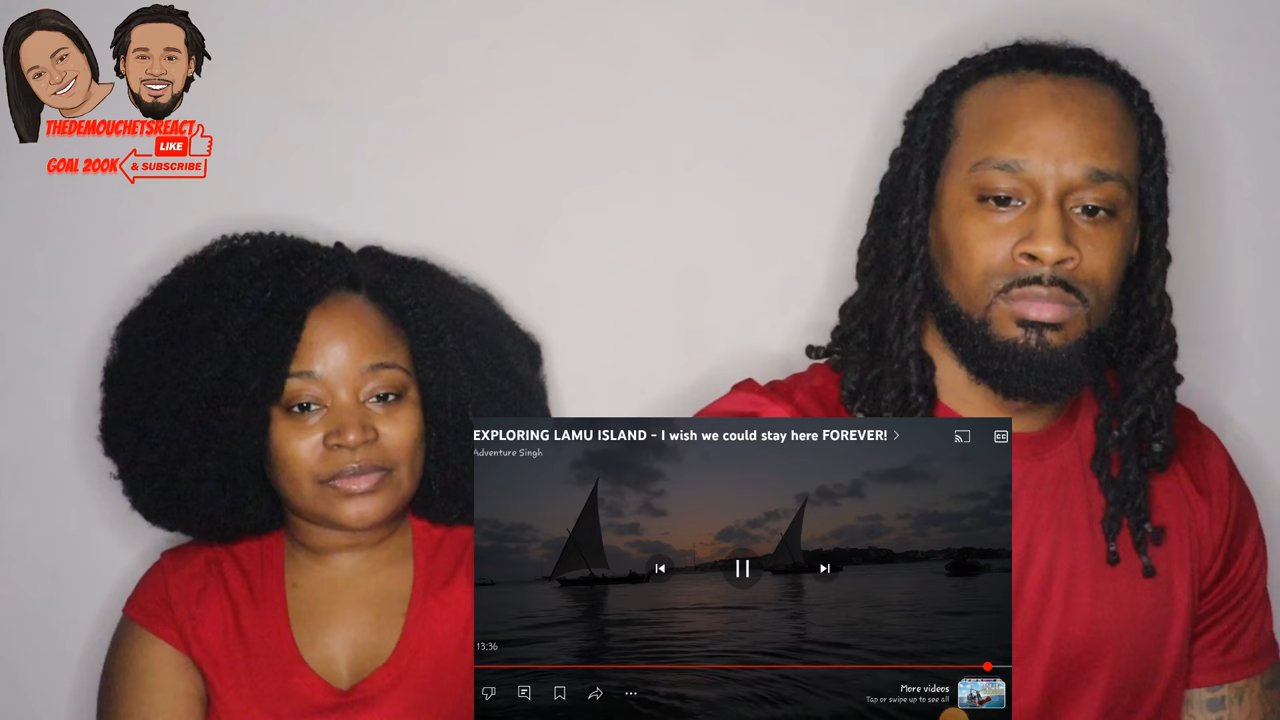 THEDEMOUCHETSREACT
LIKE
GOAL 200K & SUBSCRIBE
EXPLORING LAMU ISLAND - I wish we could stay here FOREVER!
CC
Adventure Singh
13:36
More videos
Tap or swipe up to see all